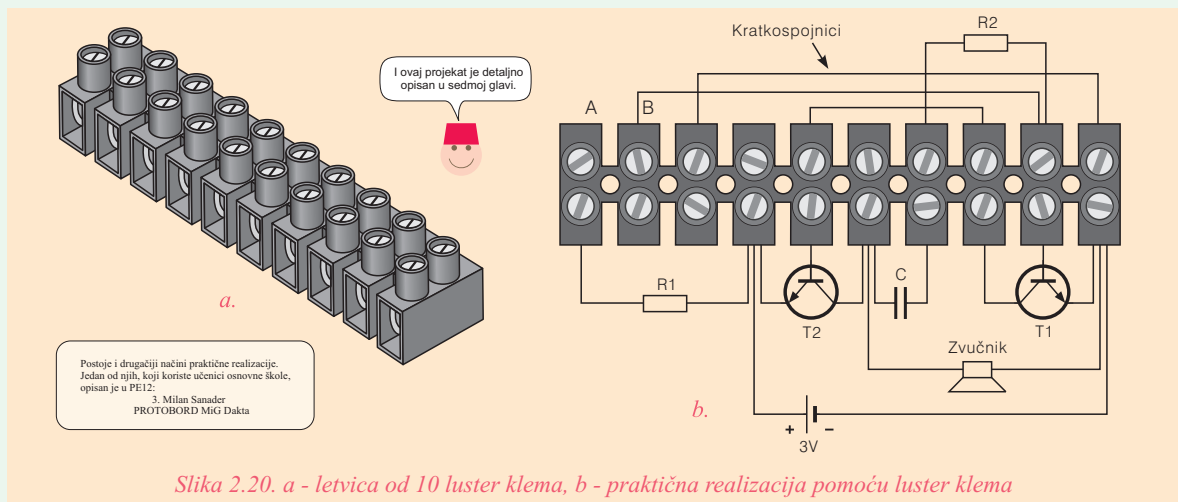 I ovaj projekat je detaljno
opisan u sedmoj glavi.
a.
Postoje i drugačiji načini praktične realizacije.
Jedan od njih, koji koriste učenici osnovne škole,
opisan je u PE12:
3. Milan Sanader
PROTOBORD MiG Dakta
R2
Kratkospojnici
A B
R1
T2
C
T1
Zvučnik
b.
+ −
3V
Slika 2.20. a - letvica od 10 luster klema, b - praktična realizacija pomoću luster klema